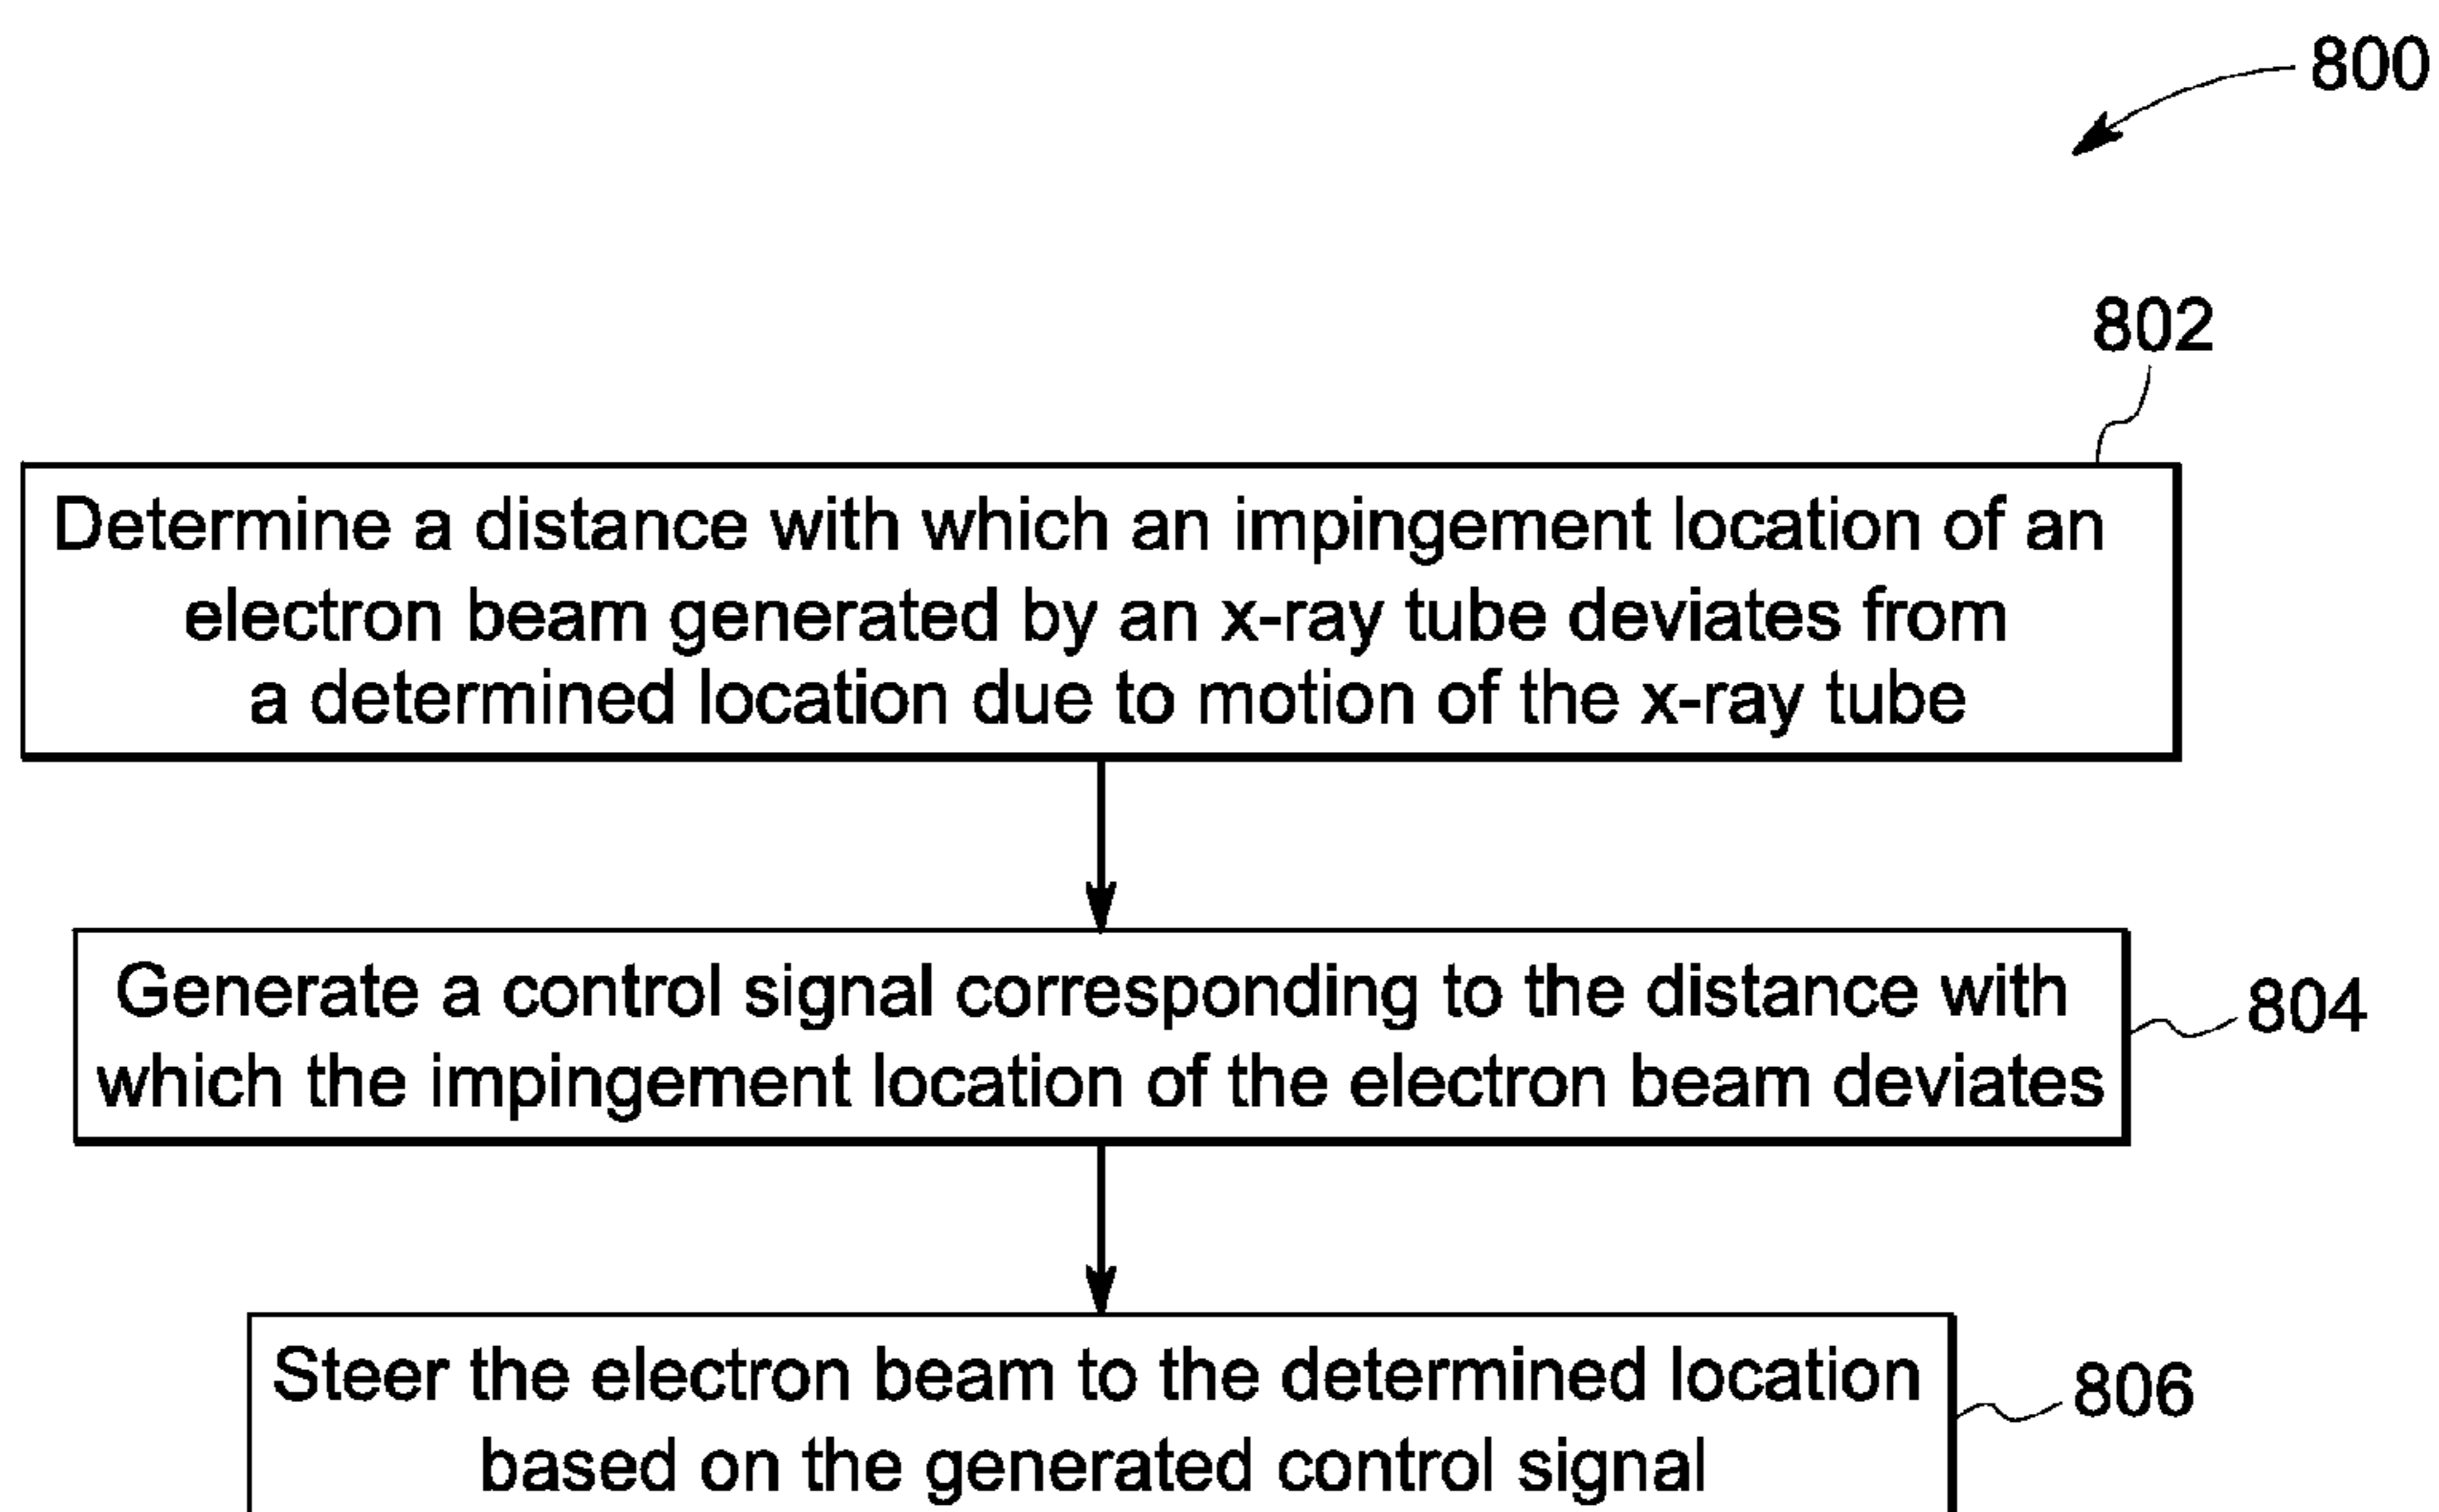 800
802
Determine a distance with which an impingement location of an
electron beam generated by an x-ray tube deviates from
a determined location due to motion of the x-ray tube
Generate a control signal corresponding to the distance with
which the impingement location of the electron beam deviates
804
Steer the electron beam to the determined location
based on the generated control signal
806